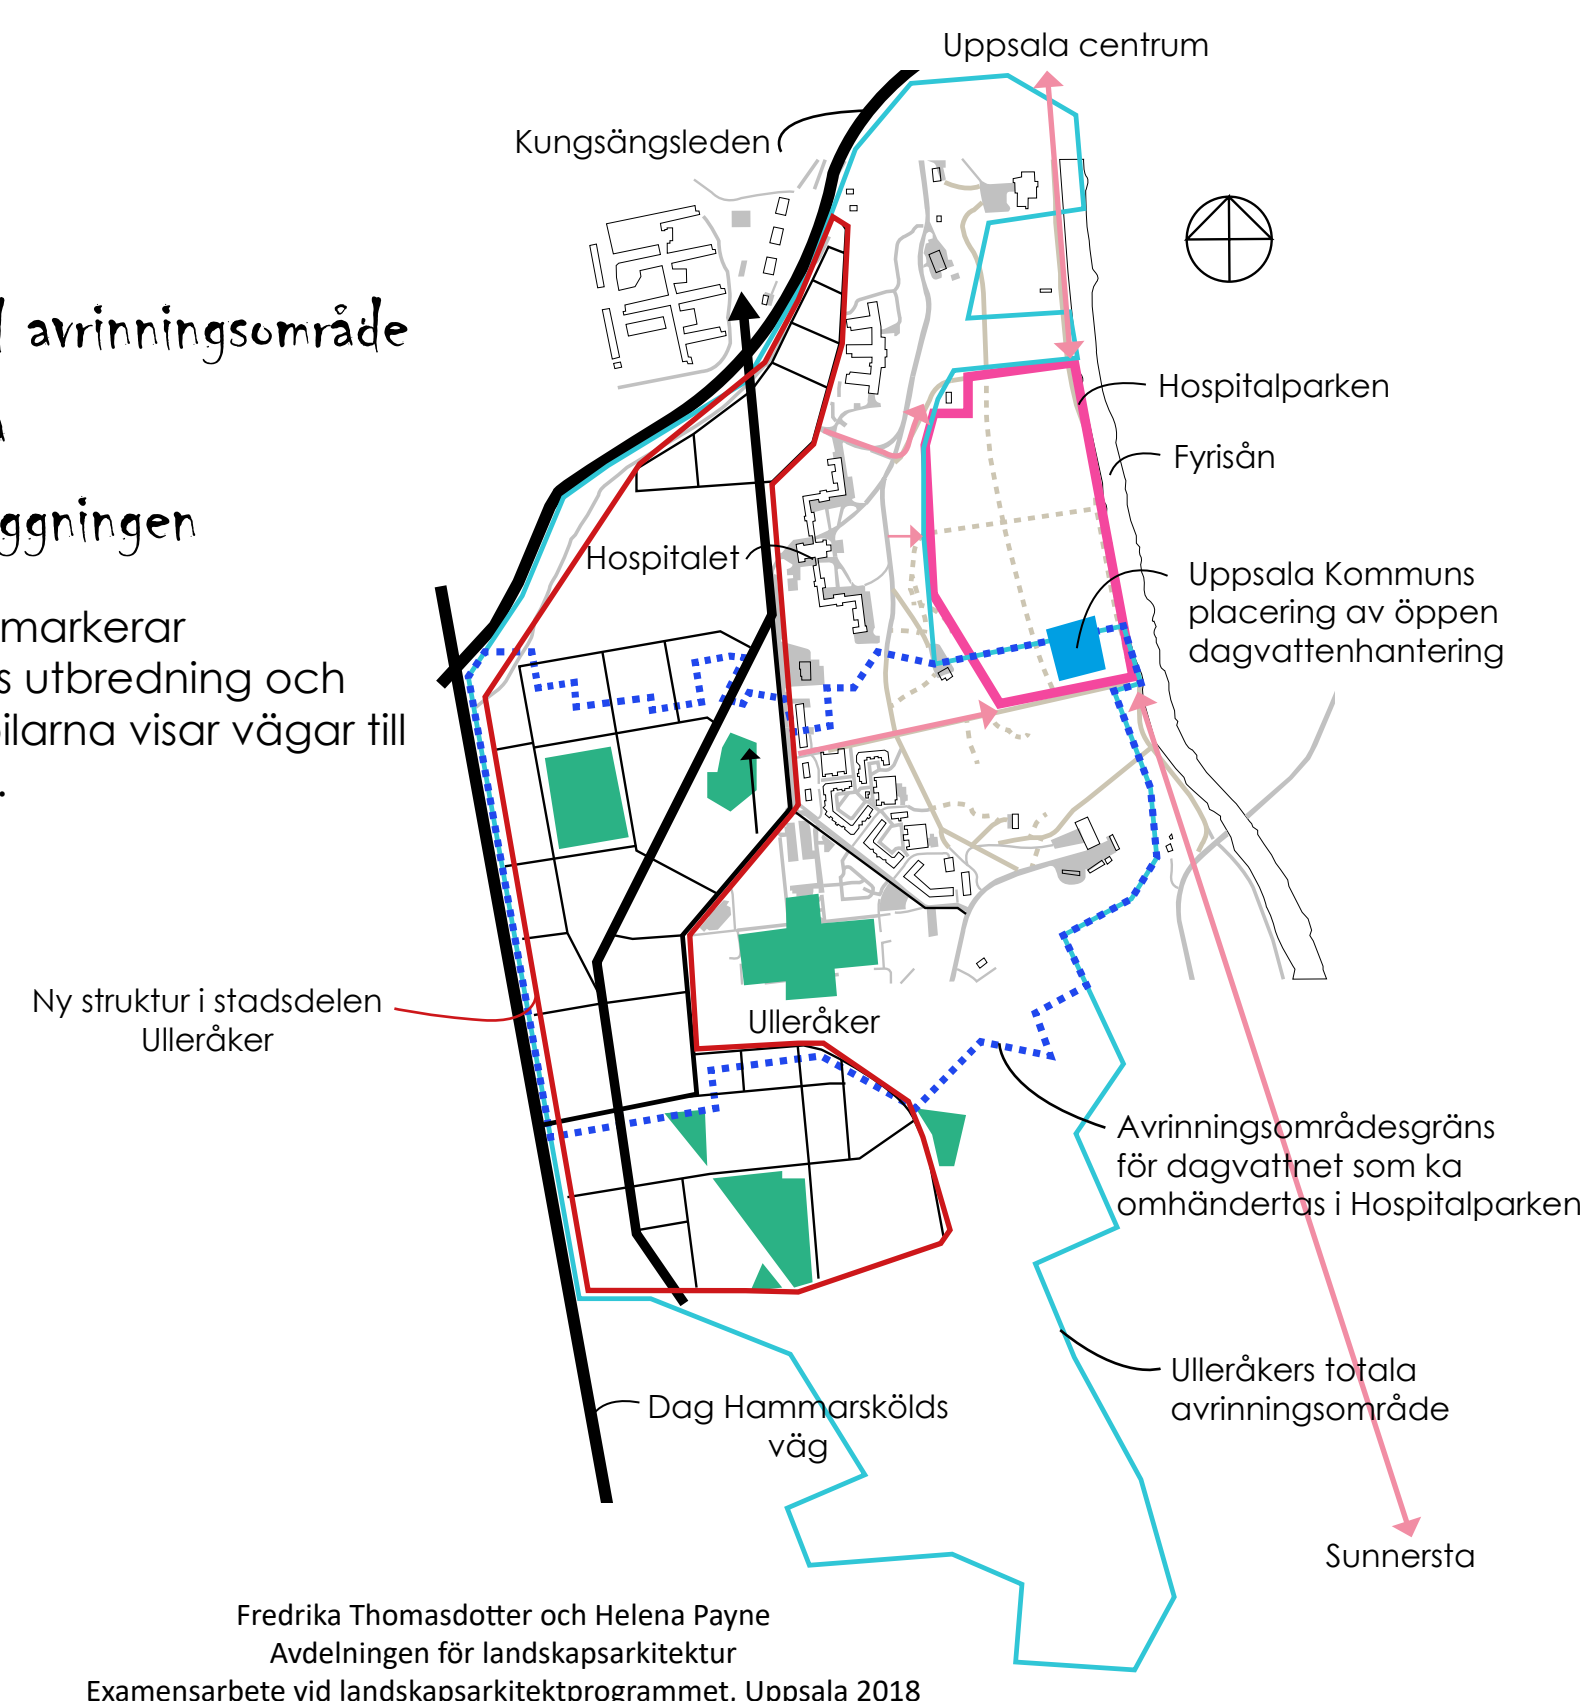 Uppsala centrum
Kungsängsleden
avrinningsområde
ggningen
markerar
s utbredning och
pilarna visar vägar till
Hospitalparken
Fyrisån
Hospitalet
Uppsala Kommuns
placering av öppen
dagvattenhantering
Ny struktur i stadsdelen
Ulleråker
Ulleråker
Avrinningsområdesgräns
för dagvattnet som ka
omhändertas i Hospitalparken
Ulleråkers totala
avrinningsområde
Dag Hammarskölds
väg
Sunnersta
Fredrika Thomasdotter och Helena Payne
Avdelningen för landskapsarkitektur
Examensarbete vid landskapsarkitektprogrammet, Uppsala 2018